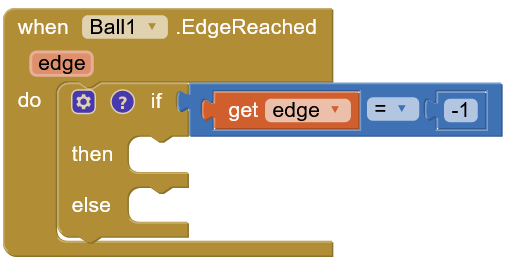 when Ball1 .EdgeReached
edge
do ? if get edge = -1
then
else